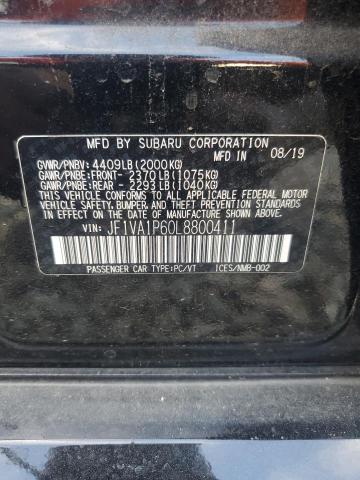 MFD BY SUBARU CORPORATION
GVWR/PNBV: 4409LB(2000KG) MFD IN 08/19
GAWR/PNBE:FRONT- 2370LB(1075KG)
GAWR/PNBE:REAR - 2293LB(1040KG)
THIS VEHICLE CONFORMS TO ALL APPLICABLE FEDERAL MOTOR
VEHICLE SAFETY, BUMPER, AND THEFT PREVENTION STANDARDS
IN EFFECT ON THE DATE OF MANUFACTURE SHOWN ABOVE.
VIN: JF1VA1P60L8800411
PASSENGER CAR TYPE:PC/VT ICES/NMB-002